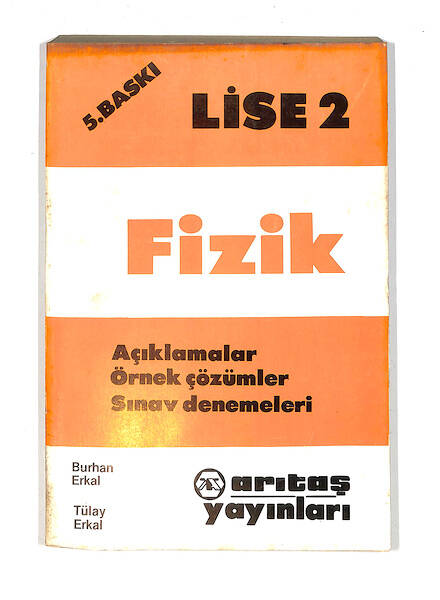 5. BASKI
LİSE 2
Fizik
Açıklamalar
Örnek çözümler
Sınav denemeleri
Burhan
Erkal
Tülay
Erkal
arıtaş
yayınları